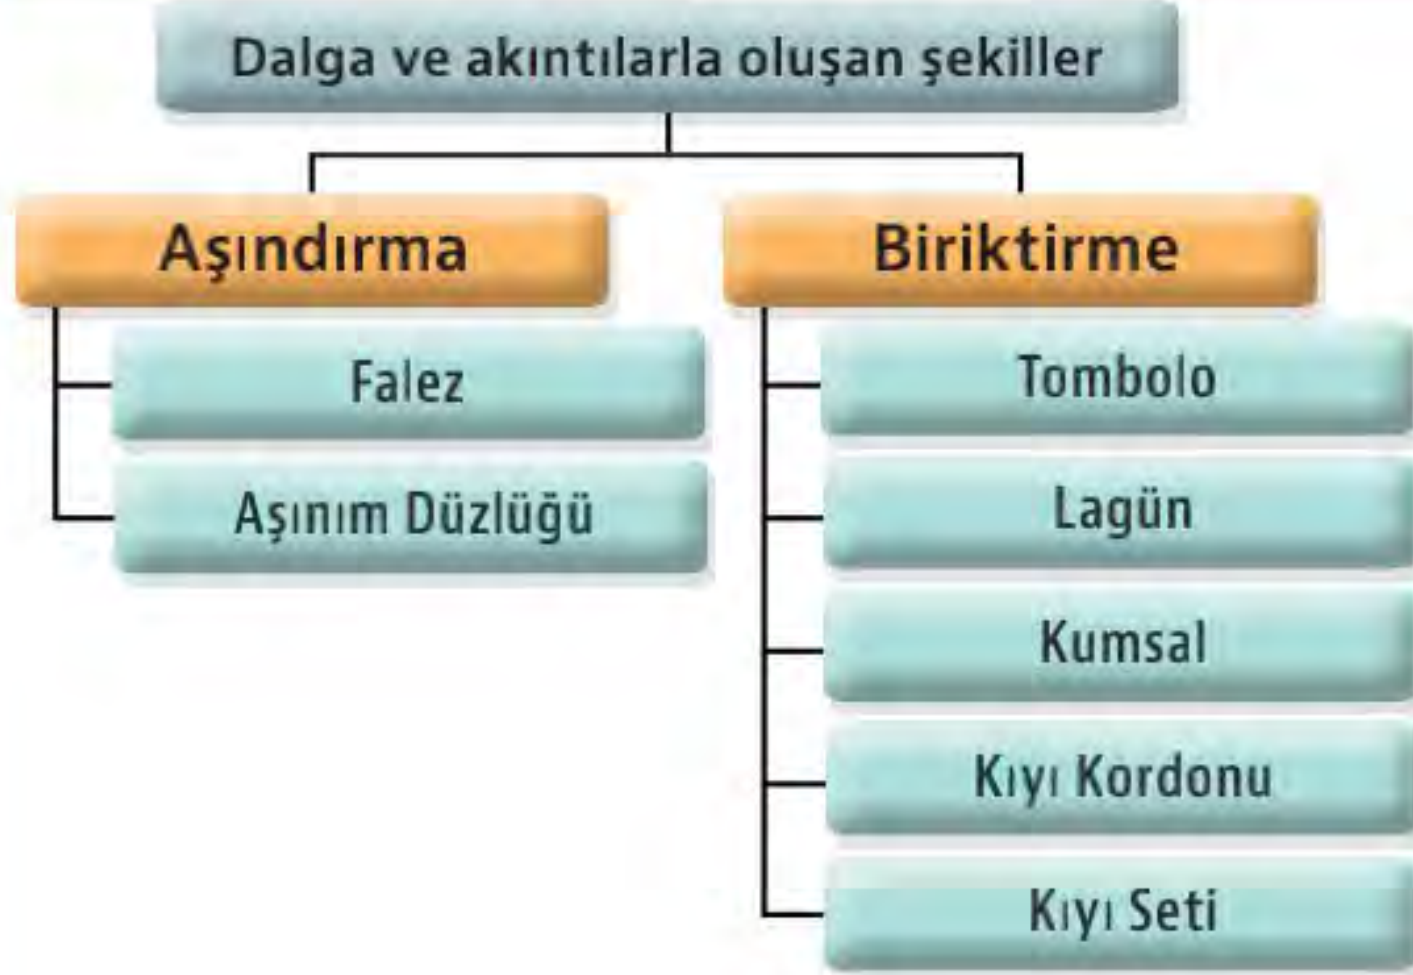 Dalga ve akıntılarla oluşan şekiller
Aşındırma
Falez
Aşınım Düzlüğü
Biriktirme
Tombolo
Lagün
Kumsal
Kıyı Kordonu
Kıyı Seti